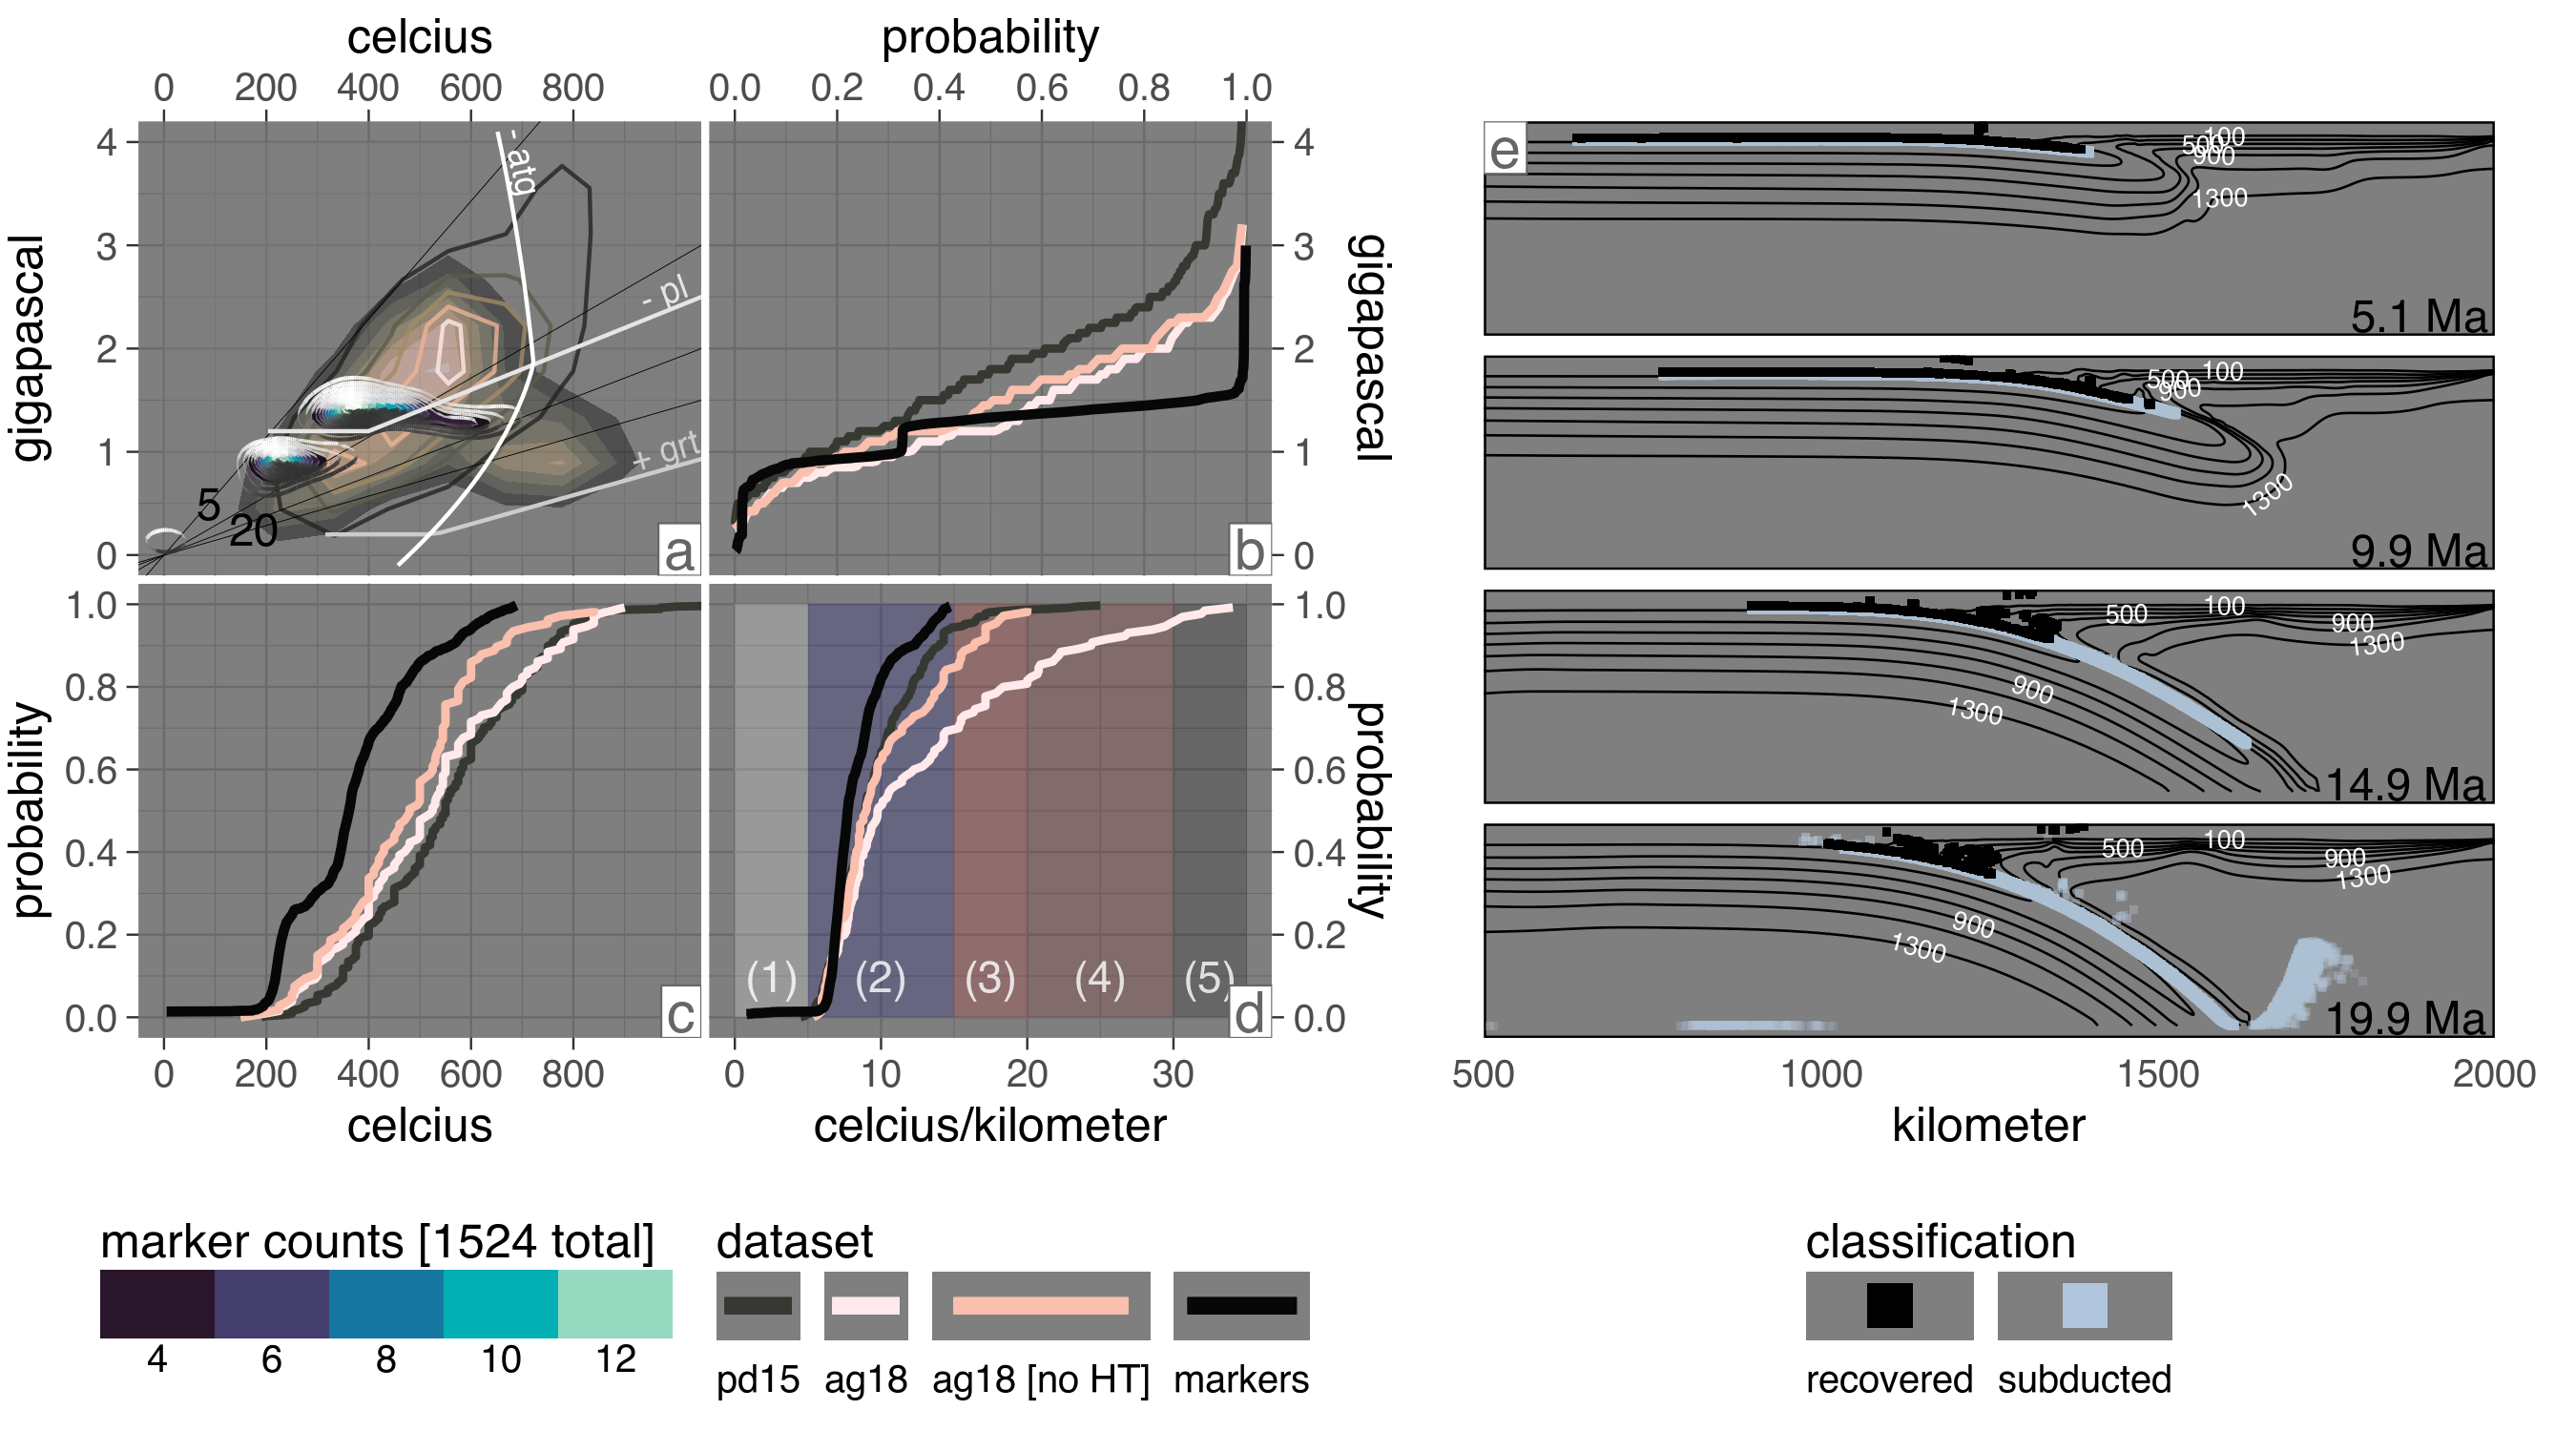 celcius
probability
0 200 400 600 800
0.0 0.2 0.4 0.6 0.8 1.0
gigapascal
4
3
2
1
0
- atg
- pl
+ grt
5
20
a
b
4
3
2
1
0
gigapascal
probability
1.0
0.8
0.6
0.4
0.2
0.0
c
(1) (2) (3) (4) (5)
d
1.0
0.8
0.6
0.4
0.2
0.0
probability
0 200 400 600 800
0 10 20 30
celcius
celcius/kilometer
e
100
500
900
1300
5.1 Ma
100
500
900
1300
9.9 Ma
100
500
900
1300
900
1300
14.9 Ma
100
500
900
1300
900
1300
19.9 Ma
500 1000 1500 2000
kilometer
marker counts [1524 total]
4 6 8 10 12
dataset
pd15 ag18 ag18 [no HT] markers
classification
recovered subducted